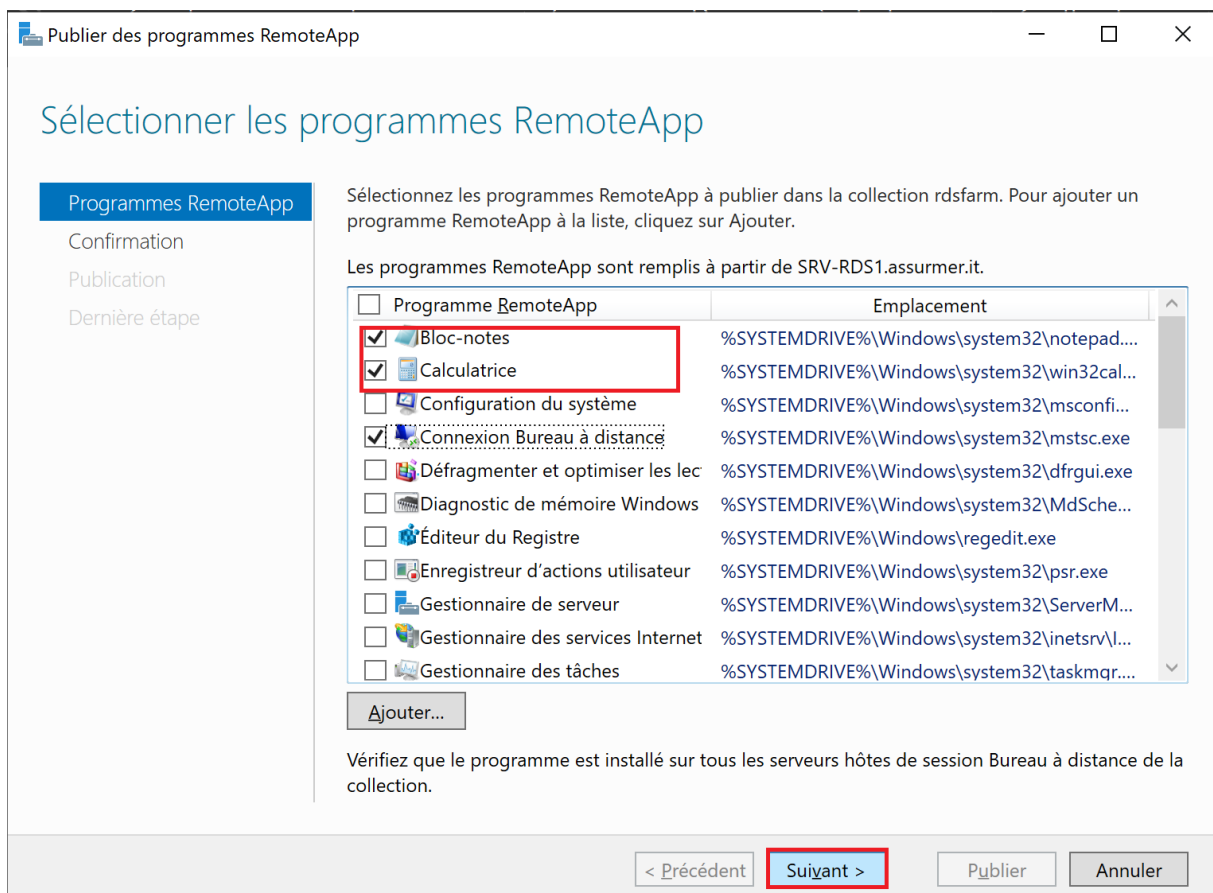 Publier des programmes RemoteApp
Sélectionner les programmes RemoteApp
Programmes RemoteApp
Confirmation
Publication
Dernière étape
Sélectionnez les programmes RemoteApp à publier dans la collection rdsfarm. Pour ajouter un
programme RemoteApp à la liste, cliquez sur Ajouter.
Les programmes RemoteApp sont remplis à partir de SRV-RDS1.assurmer.it.
Programme RemoteApp Emplacement
Bloc-notes %SYSTEMDRIVE%\Windows\system32\notepad....
Calculatrice %SYSTEMDRIVE%\Windows\system32\win32cal...
Configuration du système %SYSTEMDRIVE%\Windows\system32\msconfi...
Connexion Bureau à distance %SYSTEMDRIVE%\Windows\system32\mstsc.exe
Défragmenter et optimiser les lec %SYSTEMDRIVE%\Windows\system32\dfrgui.exe
Diagnostic de mémoire Windows %SYSTEMDRIVE%\Windows\system32\MdSche...
Éditeur du Registre %SYSTEMDRIVE%\Windows\regedit.exe
Enregistreur d'actions utilisateur %SYSTEMDRIVE%\Windows\system32\psr.exe
Gestionnaire de serveur %SYSTEMDRIVE%\Windows\system32\ServerM...
Gestionnaire des services Internet %SYSTEMDRIVE%\Windows\system32\inetsrv\I...
Gestionnaire des tâches %SYSTEMDRIVE%\Windows\system32\taskmgr....
Ajouter...
Vérifiez que le programme est installé sur tous les serveurs hôtes de session Bureau à distance de la
collection.
< Précédent Suivant > Publier Annuler